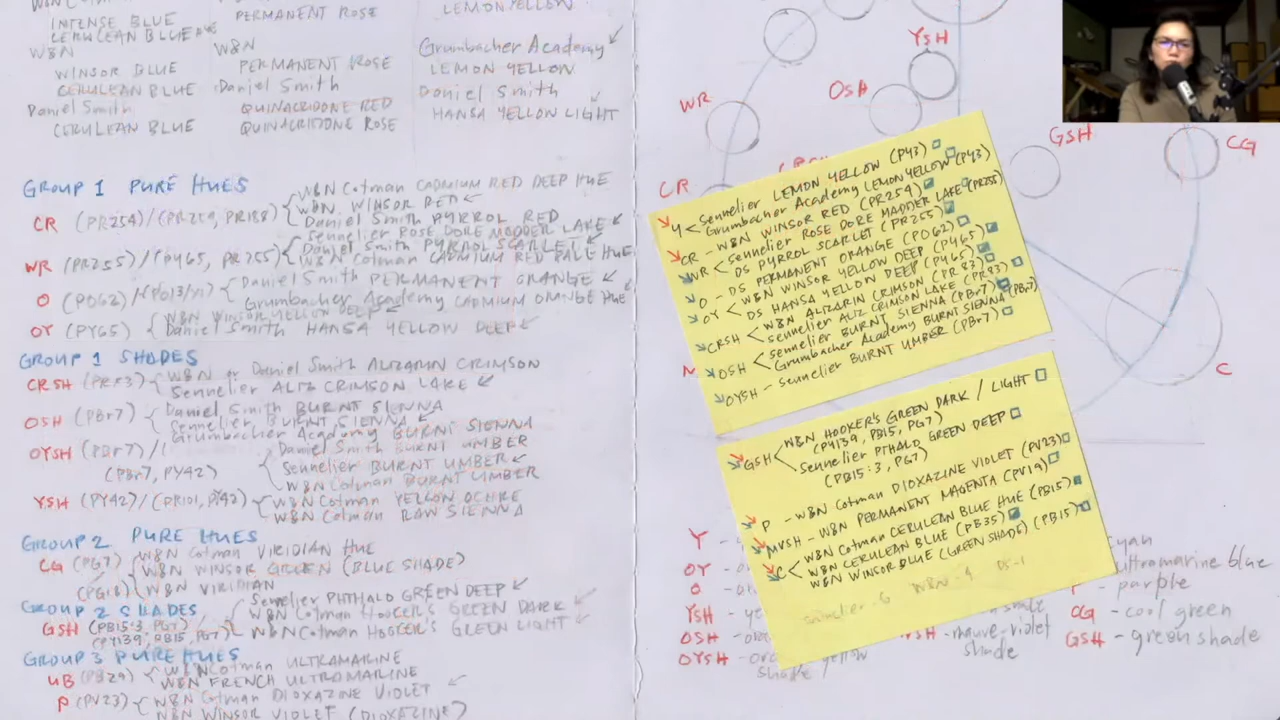 INTENSE BLUE
CERULEAN BLUE
W&N
WINSOR BLUE
CERULEAN BLUE
Daniel Smith
CERULEAN BLUE
PERMANENT ROSE
W&N
PERMANENT ROSE
Daniel Smith
QUINACRIDONE RED
QUINACRIDONE ROSE
LEMON YELLOW
Grumbacher Academy
LEMON YELLOW
Daniel Smith
HANSA YELLOW LIGHT
GROUP 1 PURE HUES
CR (PR254)/(PR254, PR188)
W&N Cotman CADMIUM RED DEEP HUE
W&N WINSOR RED
Daniel Smith PYRROL RED
Sennelier ROSE DORE MADDER LAKE
WR (PR255)/(PY65, PR255)
Daniel Smith PYRROL SCARLET
W&N Cotman CADMIUM RED PALE HUE
O (PO62)/
Daniel Smith PERMANENT ORANGE
Grumbacher Academy CADMIUM ORANGE HUE
OY (PY65)
W&N WINSOR YELLOW DEEP
Daniel Smith HANSA YELLOW DEEP
GROUP 1 SHADES
CRSH (PR83)
W&N or Daniel Smith ALIZARIN CRIMSON
Sennelier ALIZ CRIMSON LAKE
OSH (PBr7)
Daniel Smith BURNT SIENNA
Sennelier BURNT SIENNA
Grumbacher Academy BURNT SIENNA
OYSH (PBr7)/
(PBr7, PY42)
Daniel Smith BURNT UMBER
Sennelier BURNT UMBER
W&N Cotman BURNT UMBER
YSH (PY42)/(PR101, PY42)
W&N Cotman YELLOW OCHRE
W&N Cotman RAW SIENNA
GROUP 2 PURE HUES
CG (PG7)
(PG18)
W&N Cotman VIRIDIAN HUE
W&N WINSOR GREEN (BLUE SHADE)
W&N VIRIDIAN
GROUP 2 SHADES
GSH (PB15:3, PG7)
(PY139, PB15, PG7)
Sennelier PHTHALO GREEN DEEP
W&N Cotman HOOKER'S GREEN DARK
W&N Cotman HOOKER'S GREEN LIGHT
GROUP 3 PURE HUES
UB (PB29)
W&N Cotman ULTRAMARINE
W&N FRENCH ULTRAMARINE
P (PV23)
W&N Cotman DIOXAZINE VIOLET
W&N WINSOR VIOLET (DIOXAZINE)
YSH
OSH
WR
CR
GSH
CG
C
Y
Sennelier LEMON YELLOW (PY3)
Grumbacher Academy LEMON YELLOW (PY3)
CR - W&N WINSOR RED (PR254)
WR
Sennelier ROSE DORE MADDER LAKE (PR255)
DS PYRROL SCARLET (PR255)
O - DS PERMANENT ORANGE (PO62)
OY
W&N WINSOR YELLOW DEEP (PY65)
DS HANSA YELLOW DEEP (PY65)
CRSH
W&N ALIZARIN CRIMSON (PR83)
Sennelier ALIZ CRIMSON LAKE (PR83)
OSH
Sennelier BURNT SIENNA (PBr7)
Grumbacher Academy BURNT SIENNA (PBr7)
OYSH - Sennelier BURNT UMBER (PBr7)
GSH
W&N HOOKER'S GREEN DARK / LIGHT
(PY139, PB15, PG7)
Sennelier PTHALO GREEN DEEP
(PB15:3, PG7)
P - W&N Cotman DIOXAZINE VIOLET (PV23)
MVSH - W&N PERMANENT MAGENTA (PV19)
C
W&N Cotman CERULEAN BLUE HUE (PB15)
W&N CERULEAN BLUE (PB35)
W&N WINSOR BLUE (GREEN SHADE) (PB15)
Sennelier - 6 W&N - 9 DS-1
Y
OY
O
YSH
OSH
OYSH
yellow
shade
mauve-violet
shade
purple
CG - cool green
GSH - green shade